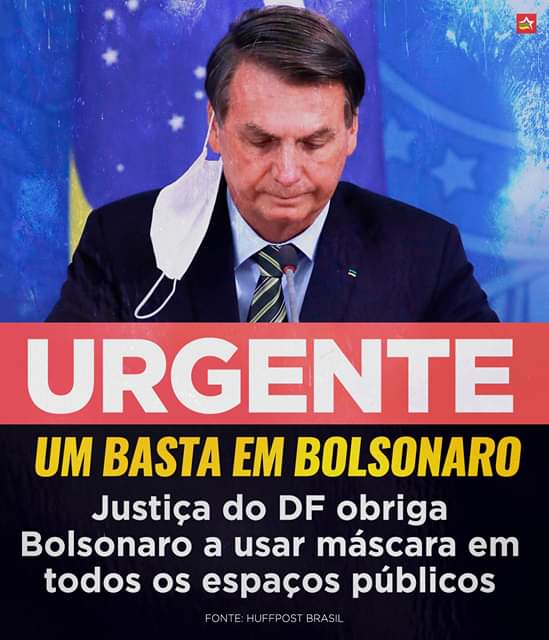 URGENTE
UM BASTA EM BOLSONARO
Justiça do DF obriga
Bolsonaro a usar máscara em
todos os espaços públicos
FONTE: HUFFPOST BRASIL